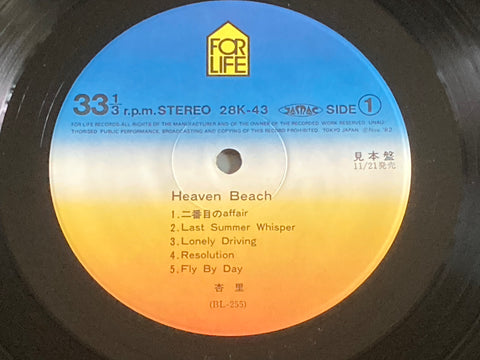 FOR
LIFE
33 1/3 r.p.m. STEREO 28K-43 JASRAC SIDE 1
FOR LIFE RECORDS-ALL RIGHTS OF THE MANUFACTURER AND OF THE OWNER OF THE RECORDED WORK RESERVED. UNAU-
THORISED PUBLIC PERFORMANCE, BROADCASTING AND COPYING OF THIS RECORD PROHIBITED. TOKYO JAPAN ℗Nov.'82
見本盤
11/21発売
Heaven Beach
1.二番目のaffair
2.Last Summer Whisper
3.Lonely Driving
4.Resolution
5.Fly By Day
杏里
(BL-255)